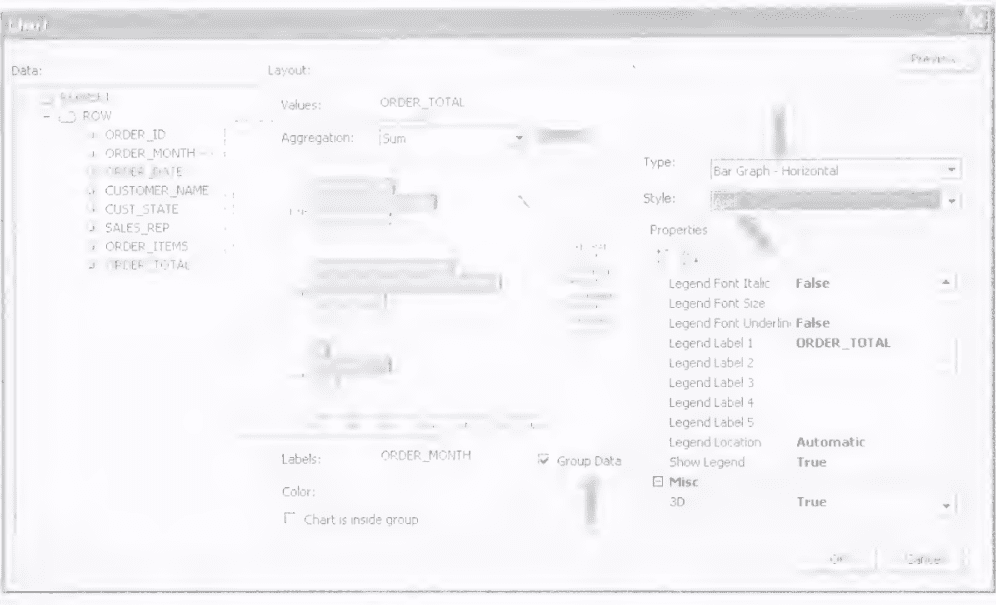 Chart
Preview
Data:
Layout:
ROWSET
ROW
ORDER_ID
ORDER_MONTH
ORDER_DATE
CUSTOMER_NAME
CUST_STATE
SALES_REP
ORDER_ITEMS
ORDER_TOTAL
Values: ORDER_TOTAL
Aggregation: Sum
Labels: ORDER_MONTH
Group Data
Color:
Chart is inside group
Type: Bar Graph - Horizontal
Style:
Properties
Legend Font Italic False
Legend Font Size
Legend Font Underlin False
Legend Label 1 ORDER_TOTAL
Legend Label 2
Legend Label 3
Legend Label 4
Legend Label 5
Legend Location Automatic
Show Legend True
Misc
3D True
OK
Cancel